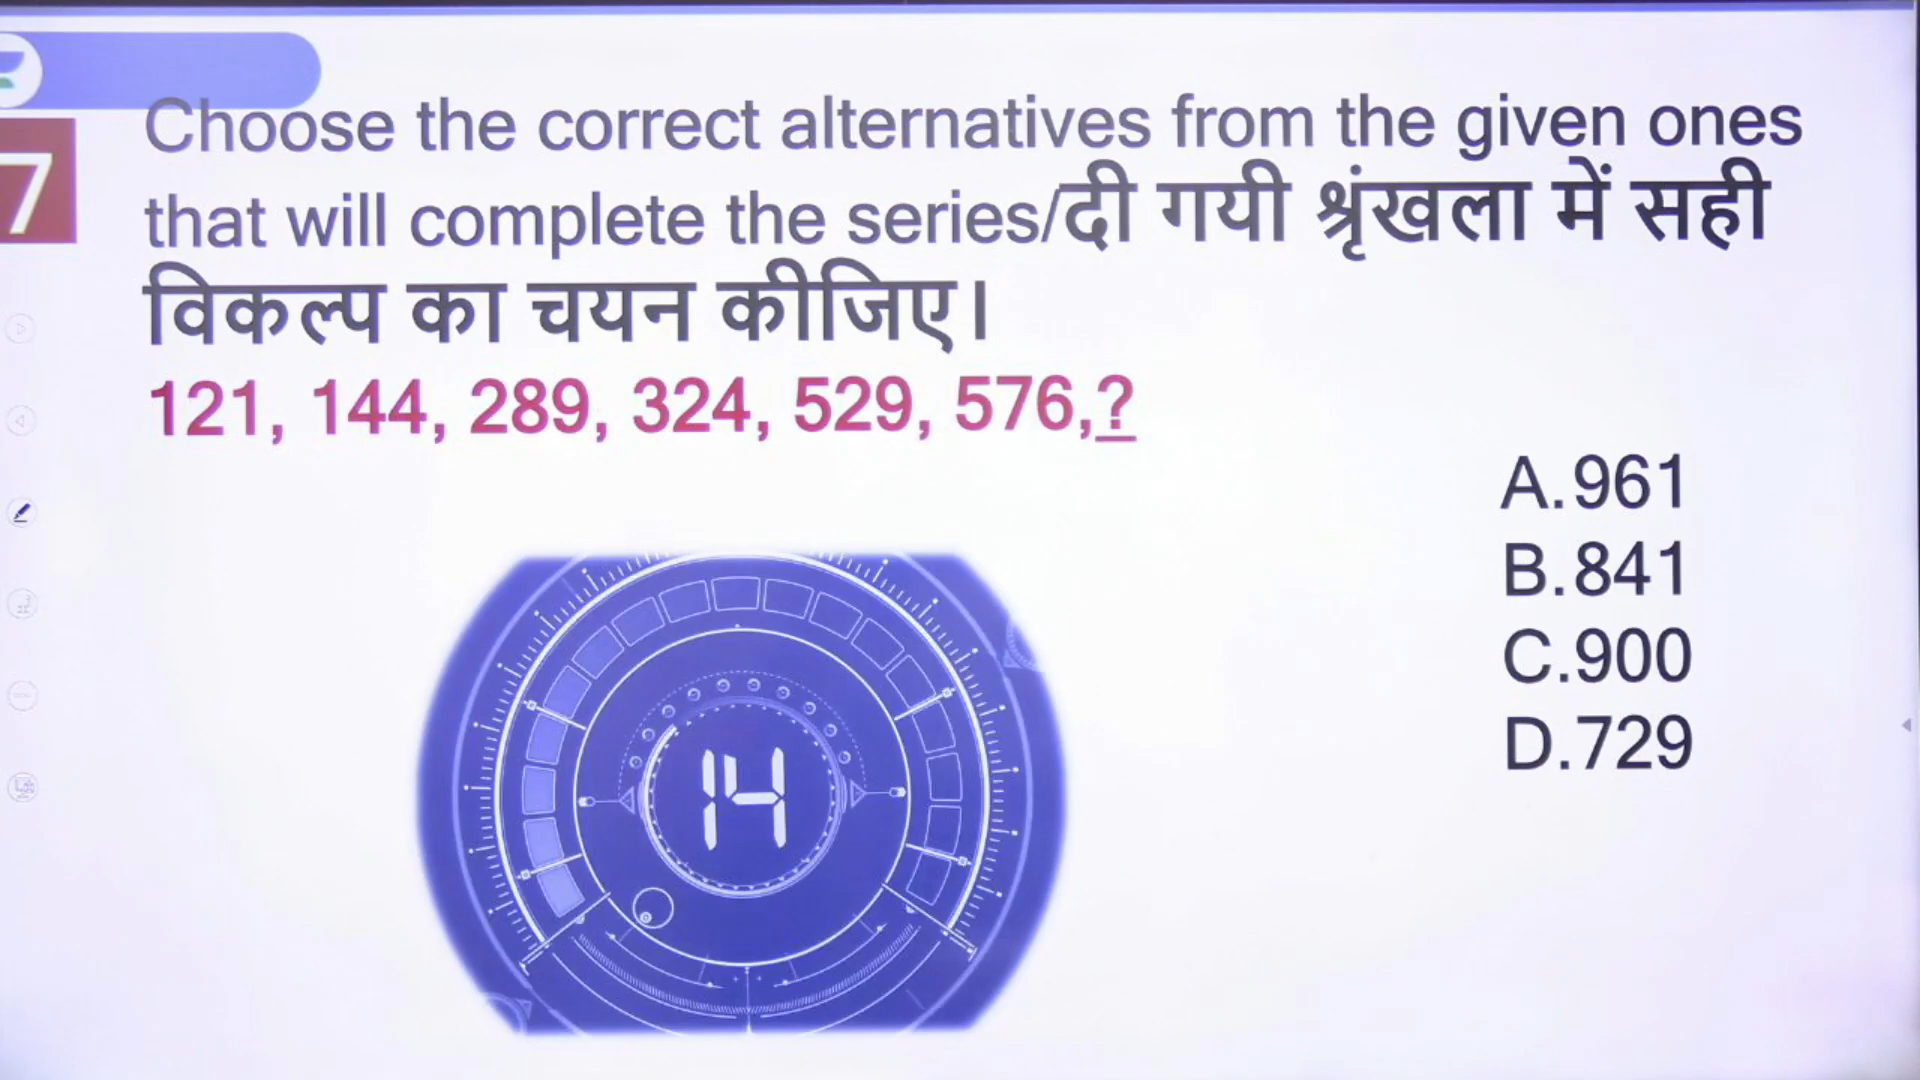 7
Choose the correct alternatives from the given ones
that will complete the series/दी गयी श्रृंखला में सही
विकल्प का चयन कीजिए।
121, 144, 289, 324, 529, 576,?
A.961
B.841
C.900
D.729
14